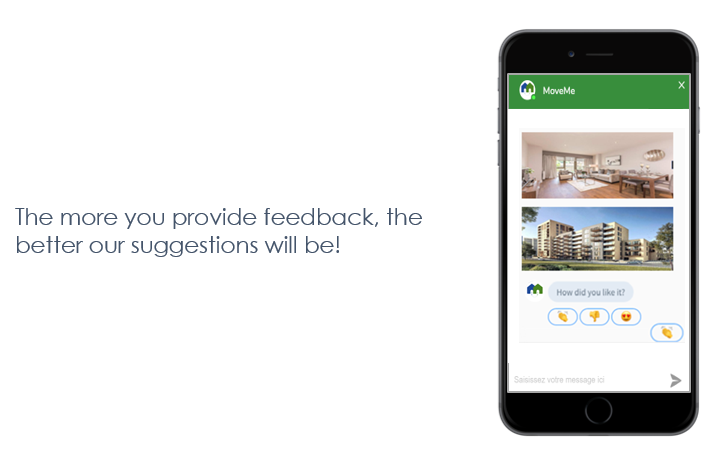 MoveMe
X
The more you provide feedback, the
better our suggestions will be!
How did you like it?
Saisissez votre message ici